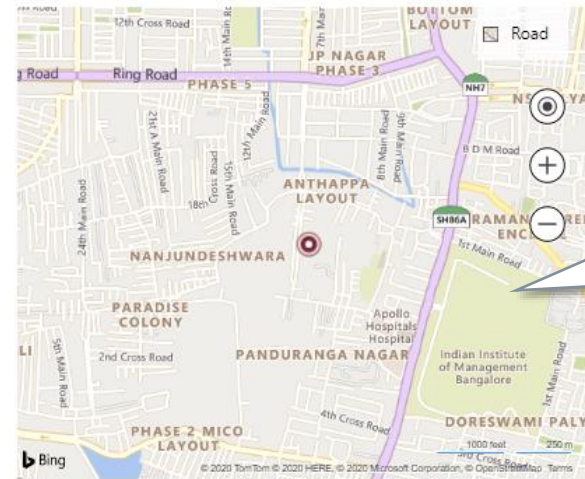 BOTTOM
LAYOUT
12th Cross Road
14th Main
7th Main
Road
JP NAGAR
PHASE 3
Ring Road
PHASE 5
NH7
21st A Main Road
12th Main Road
15th Main Road
Cross Road
18th
8th Main Road
9th Main Road
B D M Road
24th Main Road
ANTHAPPA
LAYOUT
SH86A
1st Main Road
NANJUNDESHWARA
PARADISE
COLONY
Apollo
Hospitals
Hospital
5th Main Road
2nd Cross Road
PANDURANGA NAGAR
Indian Institute
of Management
Bangalore
1st Main Road
4th Cross Road
DORESWAMI PALY
PHASE 2 MICO
LAYOUT
1000 feet
250 m
3rd Cross Road
Bing
© 2020 TomTom © 2020 HERE, © 2020 Microsoft Corporation, © OpenStreetMap Terms